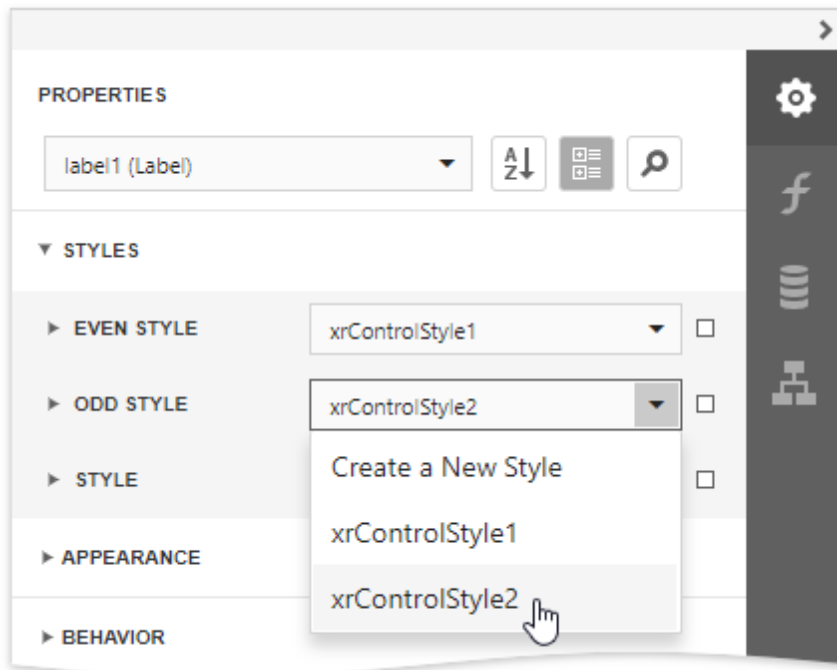 PROPERTIES
label1 (Label)
A
Z
STYLES
EVEN STYLE xrControlStyle1
ODD STYLE xrControlStyle2
Create a New Style
STYLE
xrControlStyle1
APPEARANCE
xrControlStyle2
BEHAVIOR